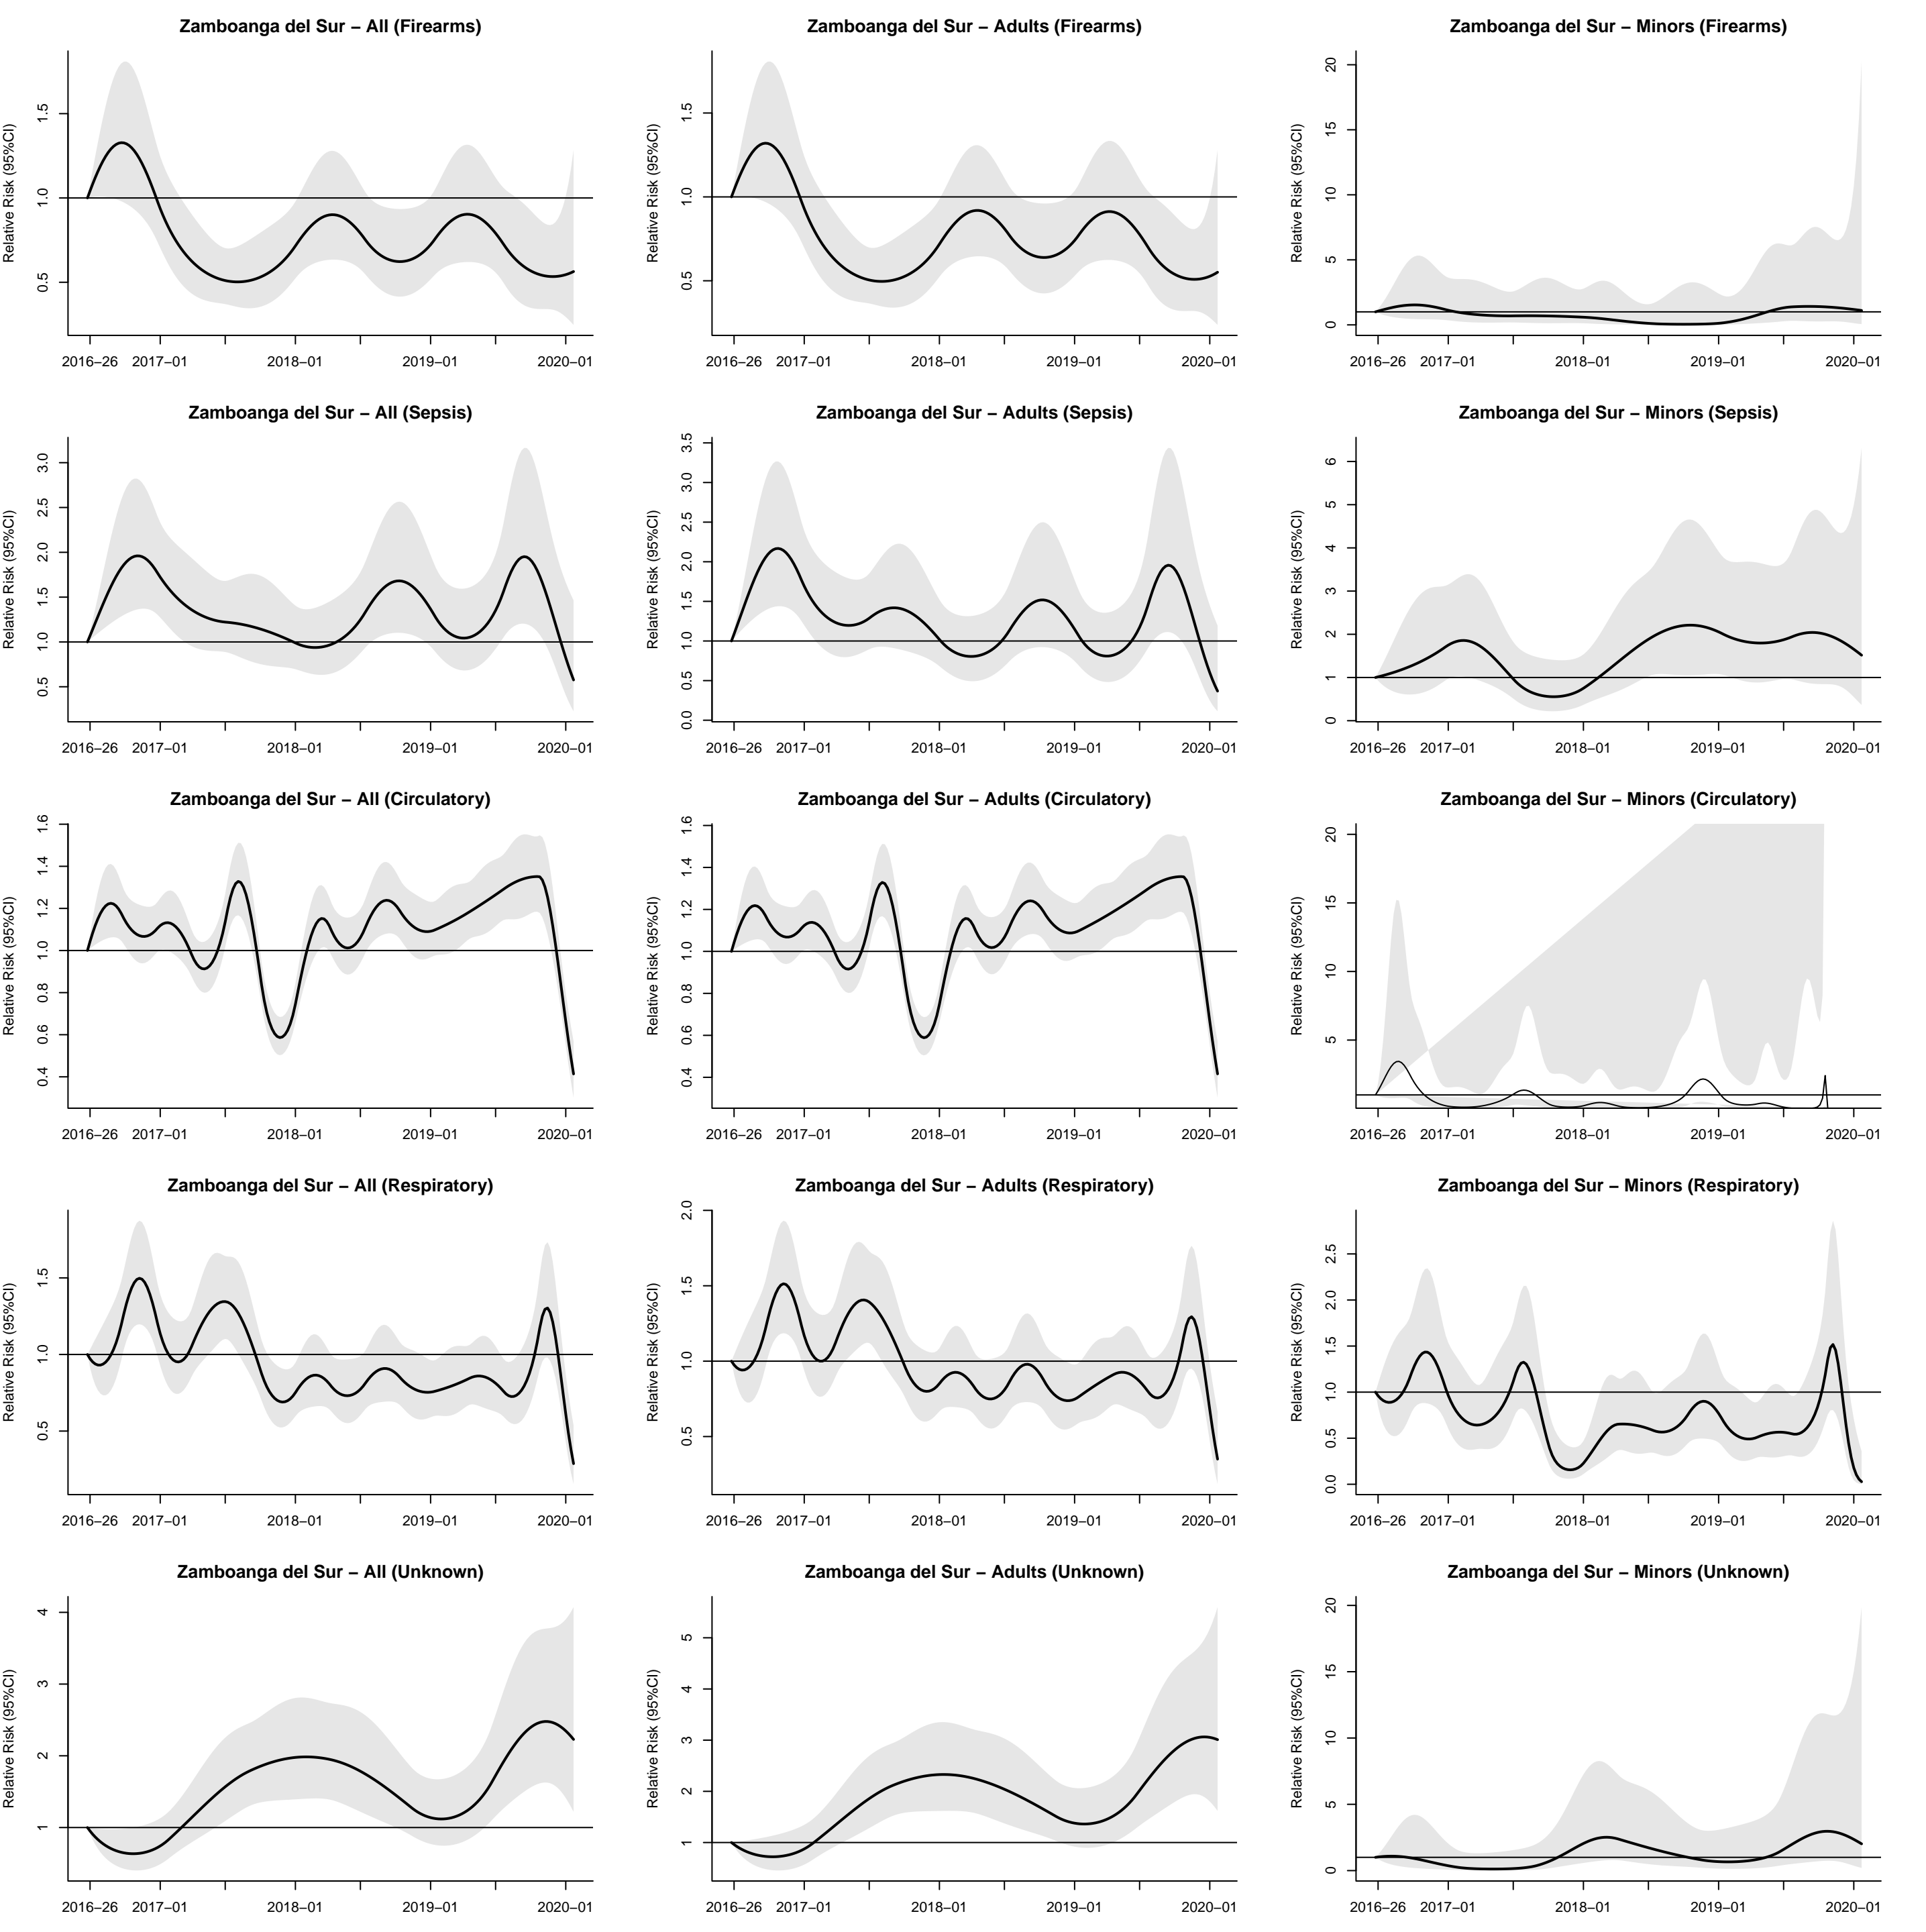 Zamboanga del Sur – All (Firearms)
Relative Risk (95%CI)
0.5 1.0 1.5
2016–26 2017–01 2018–01 2019–01 2020–01
Zamboanga del Sur – Adults (Firearms)
Relative Risk (95%CI)
0.5 1.0 1.5
2016–26 2017–01 2018–01 2019–01 2020–01
Zamboanga del Sur – Minors (Firearms)
Relative Risk (95%CI)
0 5 10 15 20
2016–26 2017–01 2018–01 2019–01 2020–01
Zamboanga del Sur – All (Sepsis)
Relative Risk (95%CI)
0.5 1.0 1.5 2.0 2.5 3.0
2016–26 2017–01 2018–01 2019–01 2020–01
Zamboanga del Sur – Adults (Sepsis)
Relative Risk (95%CI)
0.0 0.5 1.0 1.5 2.0 2.5 3.0 3.5
2016–26 2017–01 2018–01 2019–01 2020–01
Zamboanga del Sur – Minors (Sepsis)
Relative Risk (95%CI)
0 1 2 3 4 5 6
2016–26 2017–01 2018–01 2019–01 2020–01
Zamboanga del Sur – All (Circulatory)
Relative Risk (95%CI)
0.4 0.6 0.8 1.0 1.2 1.4 1.6
2016–26 2017–01 2018–01 2019–01 2020–01
Zamboanga del Sur – Adults (Circulatory)
Relative Risk (95%CI)
0.4 0.6 0.8 1.0 1.2 1.4 1.6
2016–26 2017–01 2018–01 2019–01 2020–01
Zamboanga del Sur – Minors (Circulatory)
Relative Risk (95%CI)
5 10 15 20
2016–26 2017–01 2018–01 2019–01 2020–01
Zamboanga del Sur – All (Respiratory)
Relative Risk (95%CI)
0.5 1.0 1.5
2016–26 2017–01 2018–01 2019–01 2020–01
Zamboanga del Sur – Adults (Respiratory)
Relative Risk (95%CI)
0.5 1.0 1.5 2.0
2016–26 2017–01 2018–01 2019–01 2020–01
Zamboanga del Sur – Minors (Respiratory)
Relative Risk (95%CI)
0.0 0.5 1.0 1.5 2.0 2.5
2016–26 2017–01 2018–01 2019–01 2020–01
Zamboanga del Sur – All (Unknown)
Relative Risk (95%CI)
1 2 3 4
2016–26 2017–01 2018–01 2019–01 2020–01
Zamboanga del Sur – Adults (Unknown)
Relative Risk (95%CI)
1 2 3 4 5
2016–26 2017–01 2018–01 2019–01 2020–01
Zamboanga del Sur – Minors (Unknown)
Relative Risk (95%CI)
0 5 10 15 20
2016–26 2017–01 2018–01 2019–01 2020–01